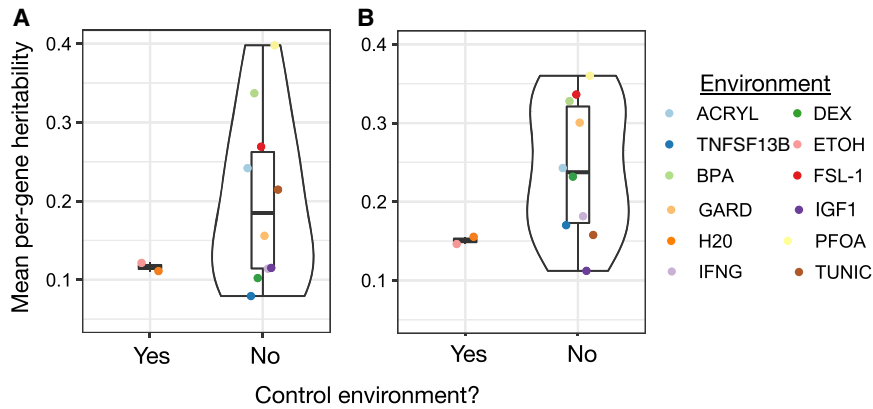 A
B
Mean per-gene heritability
0.4
0.3
0.2
0.1
Yes
No
0.4
0.3
0.2
0.1
Yes
No
Control environment?
Environment
ACRYL
DEX
TNFSF13B
ETOH
BPA
FSL-1
GARD
IGF1
H20
PFOA
IFNG
TUNIC